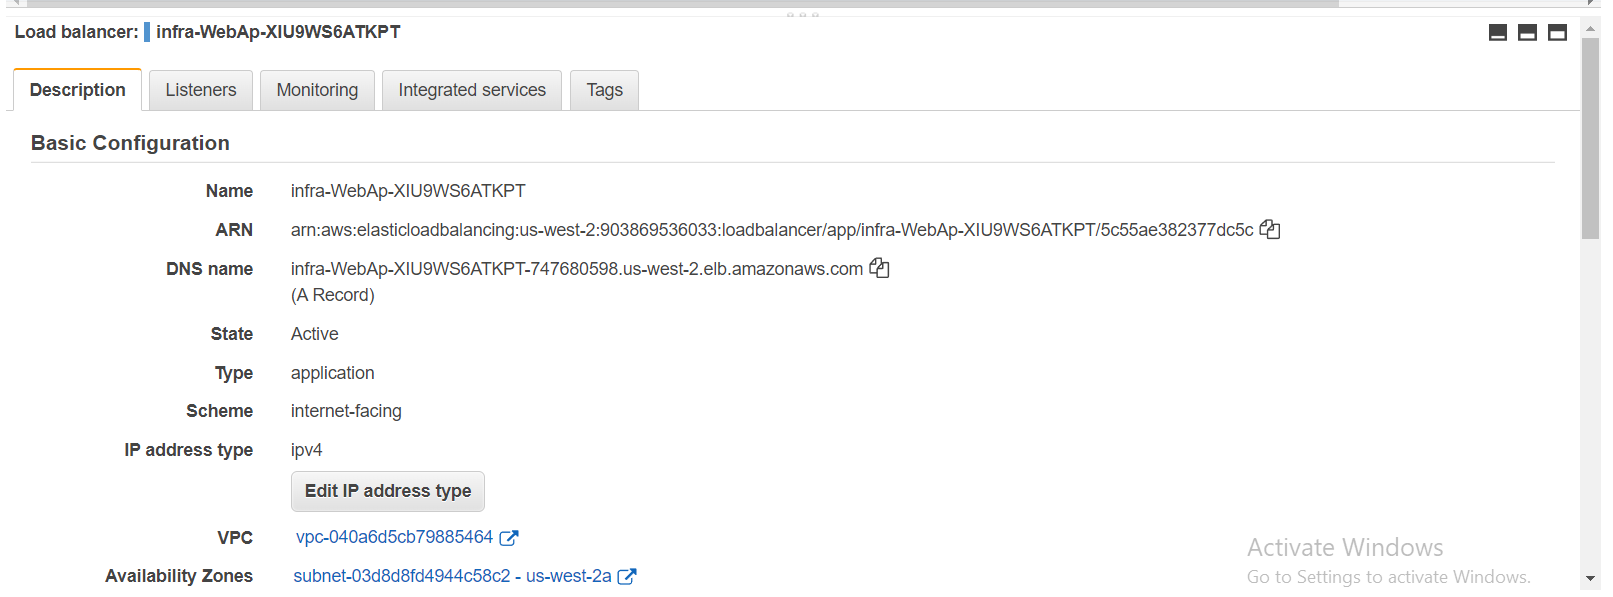 Load balancer: infra-WebAp-XIU9WS6ATKPT
Description Listeners Monitoring Integrated services Tags
Basic Configuration
Name infra-WebAp-XIU9WS6ATKPT
ARN arn:aws:elasticloadbalancing:us-west-2:903869536033:loadbalancer/app/infra-WebAp-XIU9WS6ATKPT/5c55ae382377dc5c
DNS name infra-WebAp-XIU9WS6ATKPT-747680598.us-west-2.elb.amazonaws.com
(A Record)
State Active
Type application
Scheme internet-facing
IP address type ipv4
Edit IP address type
VPC vpc-040a6d5cb79885464
Availability Zones subnet-03d8d8fd4944c58c2 - us-west-2a
Activate Windows
Go to Settings to activate Windows.